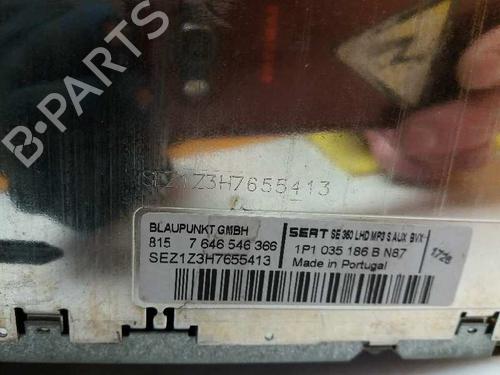 B-PARTS
SEZ1Z3H7655413
BLAUPUNKT GMBH
815 7 646 546 366
SEZ1Z3H7655413
SEAT SE 360 LHD MP3 S AUX BVX
1P1 035 186 B N87
Made in Portugal
1726